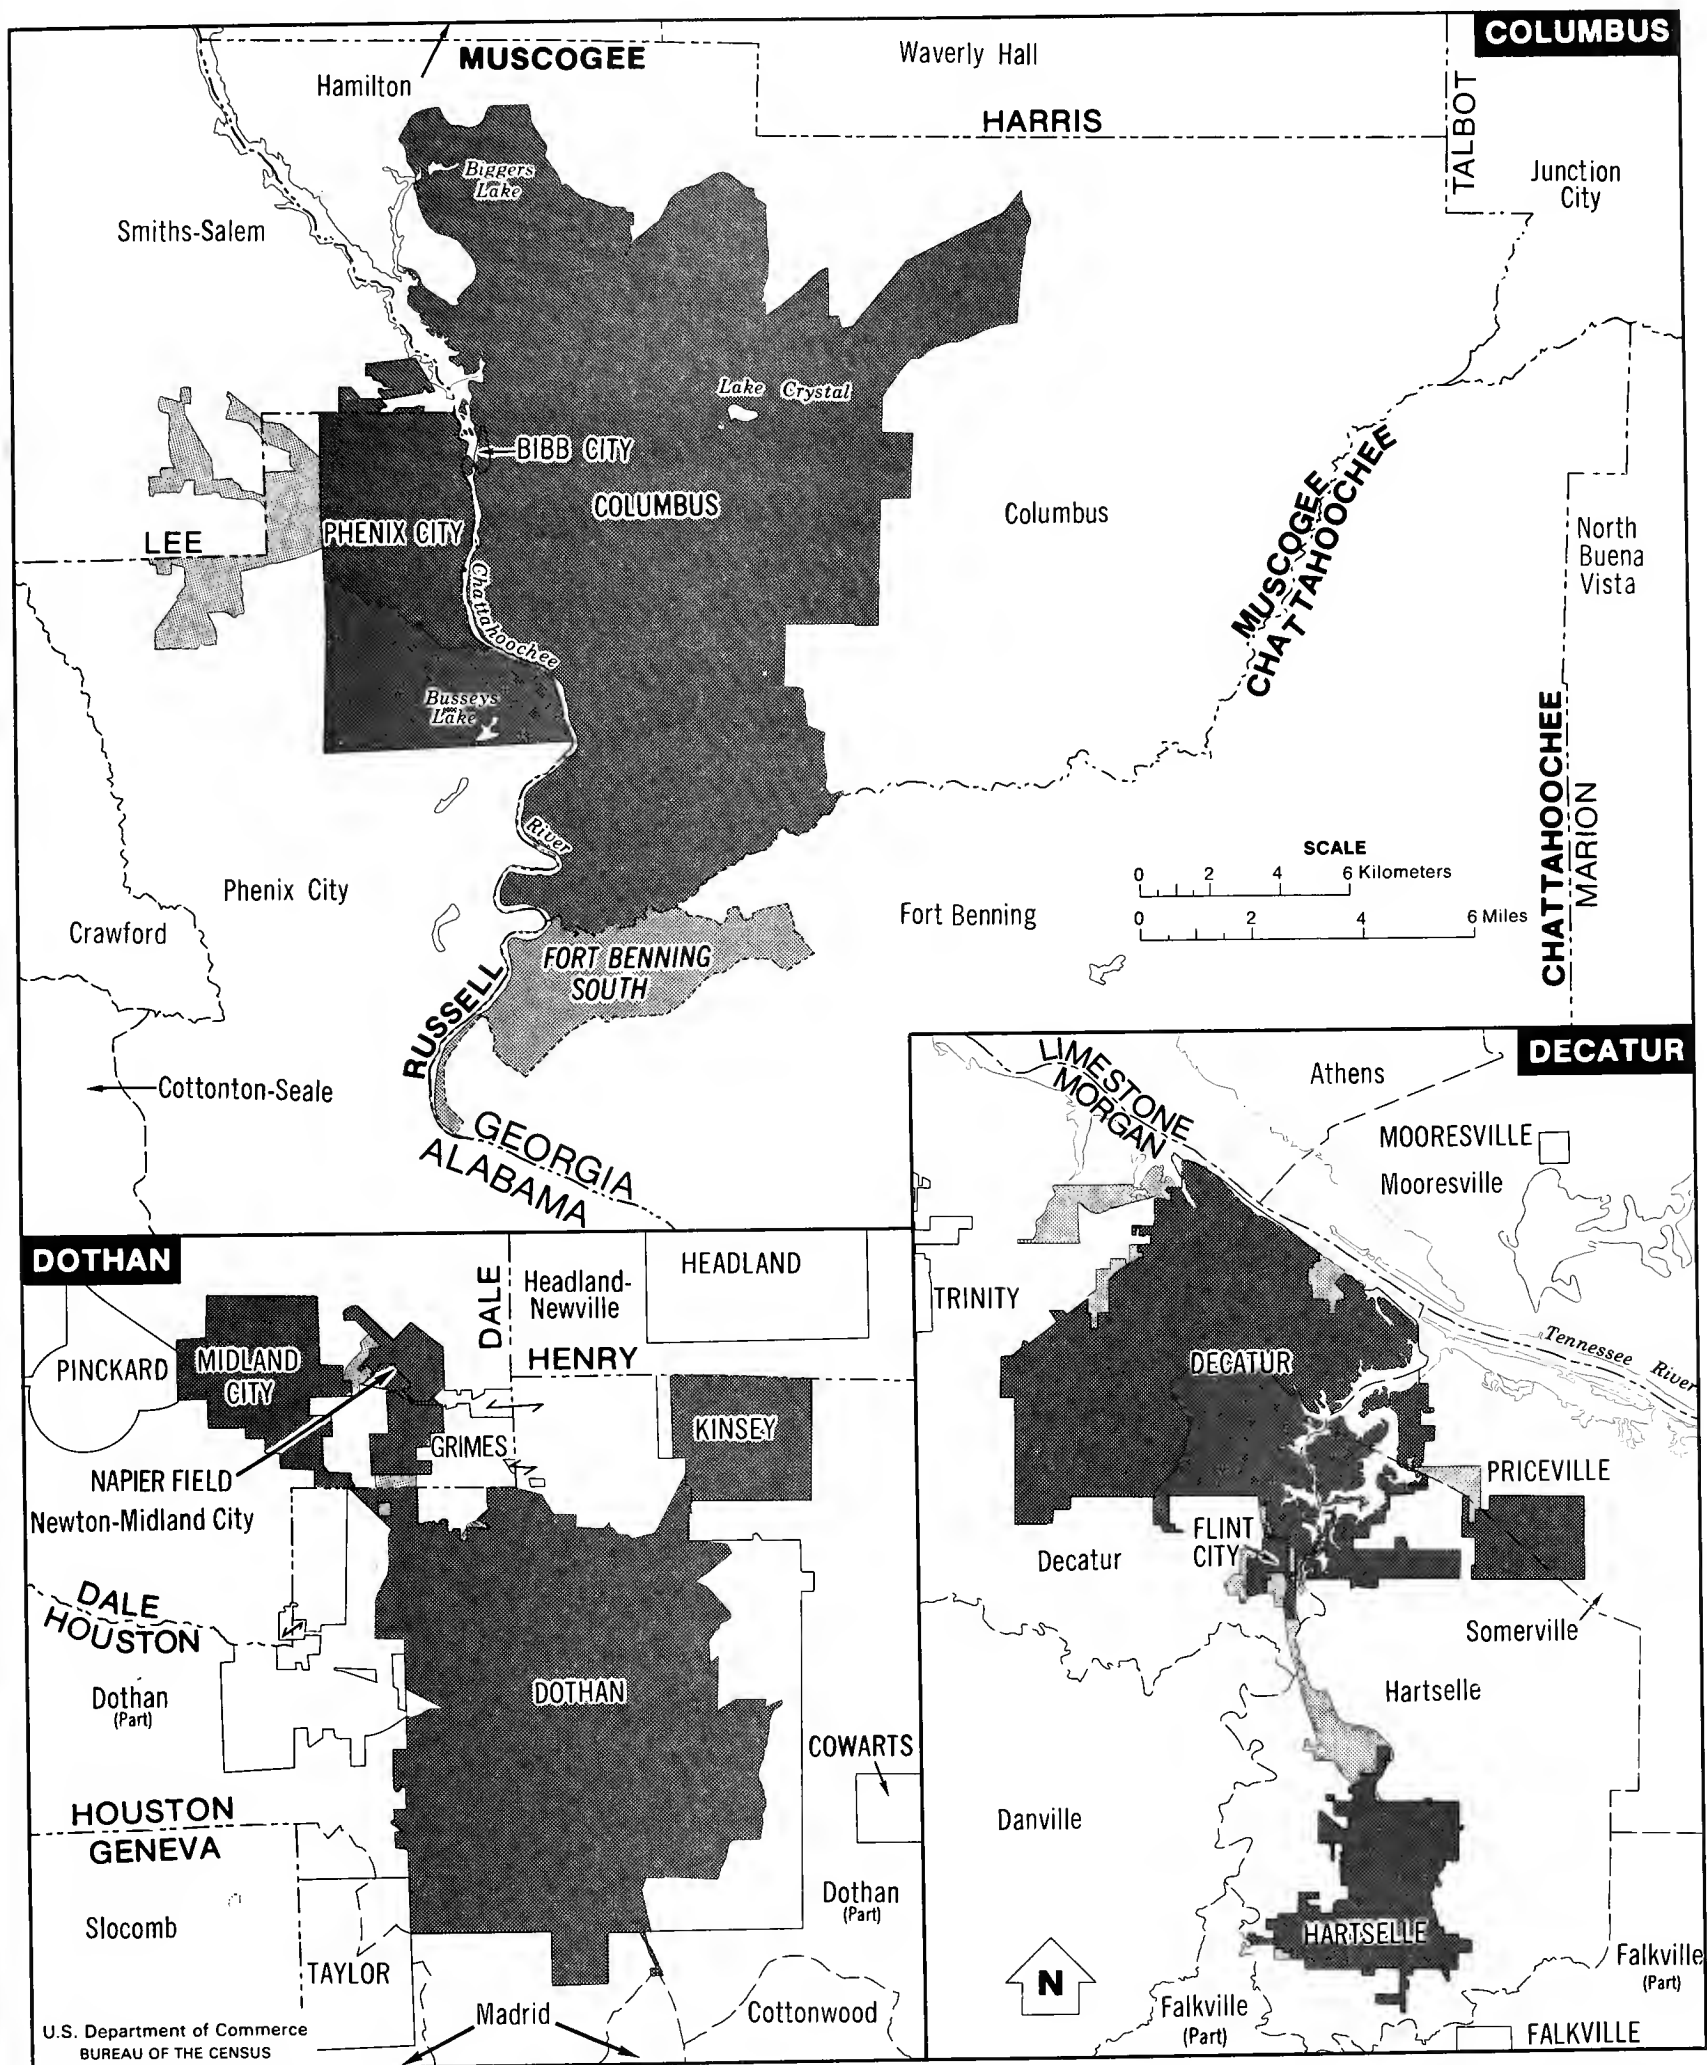 COLUMBUS
MUSCOGEE
Waverly Hall
Hamilton
HARRIS
TALBOT
Junction
City
Biggers
Lake
Smiths-Salem
Lake Crystal
BIBB CITY
COLUMBUS
Columbus
PHENIX CITY
LEE
MUSCOGEE
CHATTAHOOCHEE
North
Buena
Vista
Chattahoochee
Busseys
Lake
River
CHATTAHOOCHEE
MARION
SCALE
0 2 4 6 Kilometers
0 2 4 6 Miles
Phenix City
Crawford
Fort Benning
FORT BENNING
SOUTH
RUSSELL
Cottonton-Seale
GEORGIA
ALABAMA
DECATUR
LIMESTONE
MORGAN
Athens
MOORESVILLE
Mooresville
TRINITY
Tennessee River
DECATUR
PRICEVILLE
FLINT
CITY
Decatur
Somerville
Hartselle
Danville
HARTSELLE
N
Falkville
(Part)
Falkville
(Part)
FALKVILLE
DOTHAN
DALE
Headland-
Newville
HEADLAND
HENRY
PINCKARD
MIDLAND
CITY
KINSEY
GRIMES
NAPIER FIELD
Newton-Midland City
DALE
HOUSTON
Dothan
(Part)
DOTHAN
COWARTS
HOUSTON
GENEVA
Dothan
(Part)
Slocomb
TAYLOR
Madrid
Cottonwood
U.S. Department of Commerce
BUREAU OF THE CENSUS